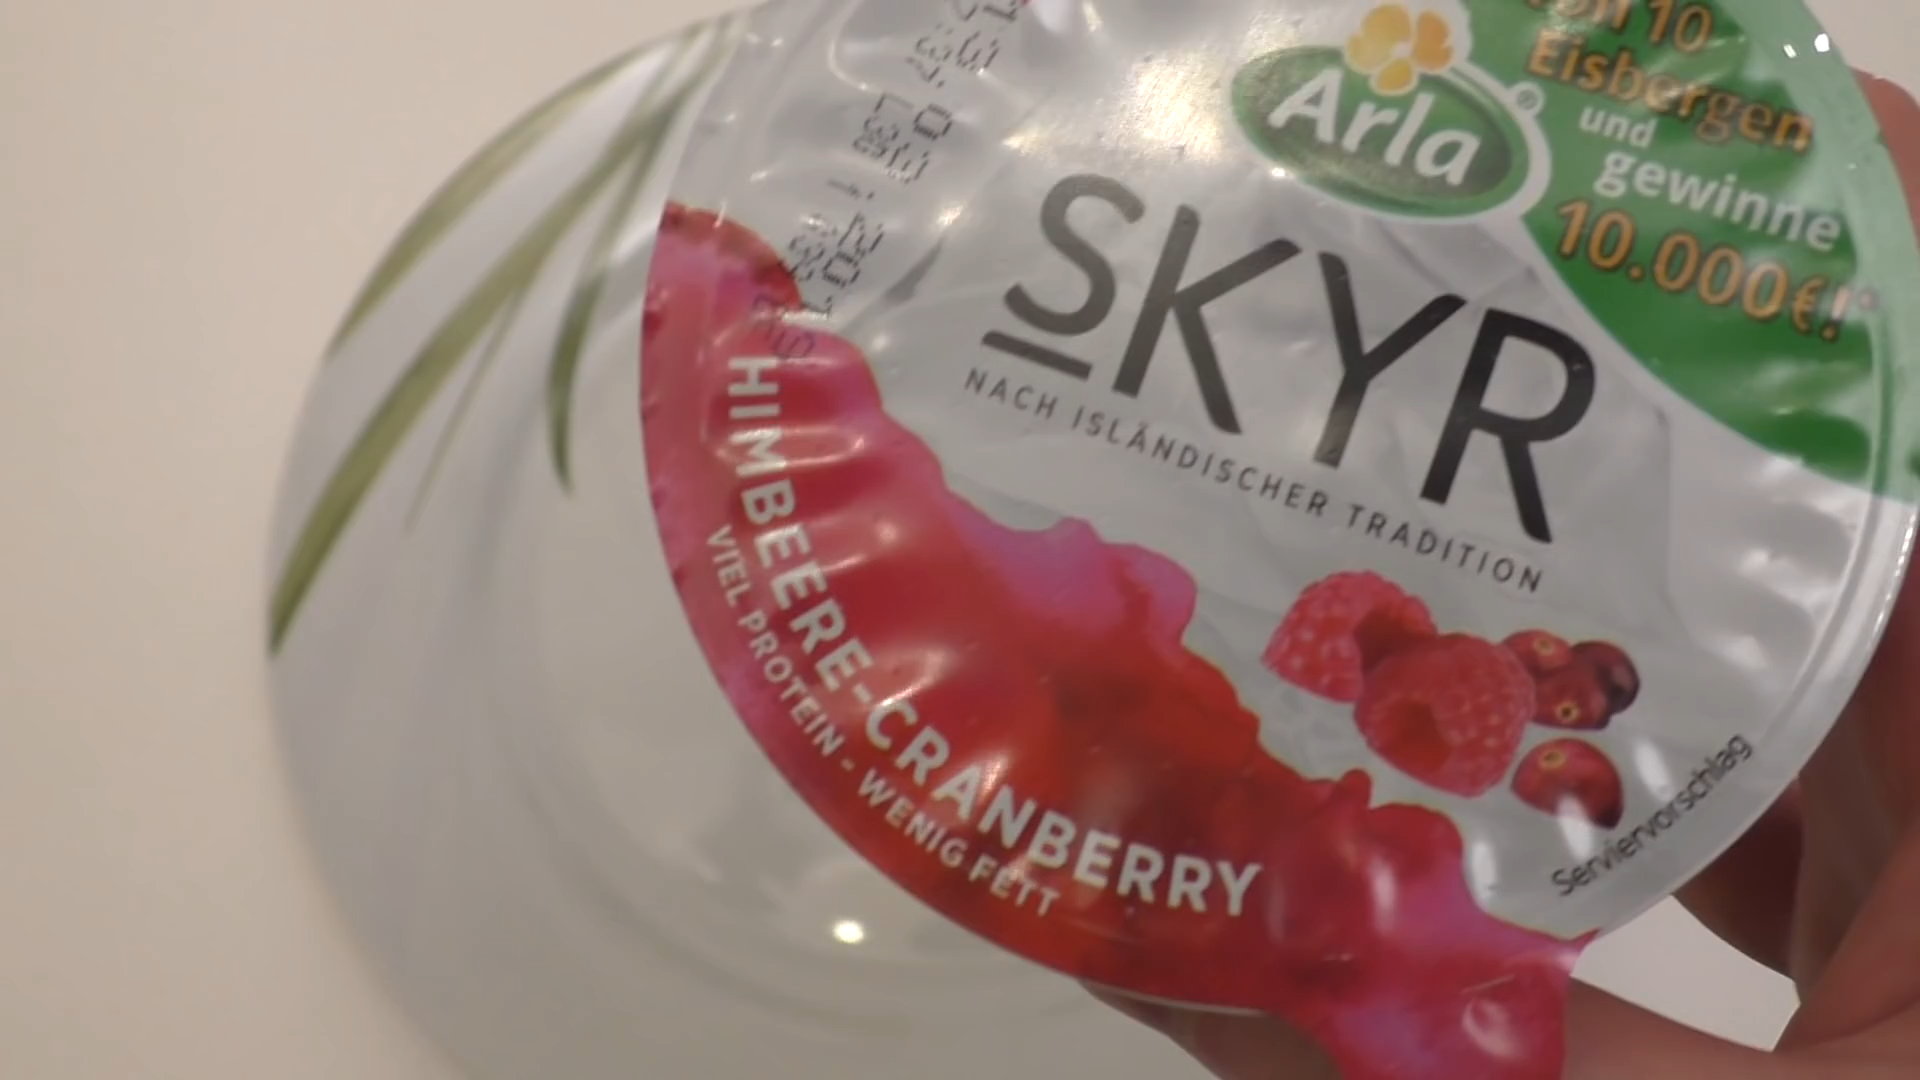 10
Eisbergen
und
gewinne
10.000€!*
Arla®
SKYR
NACH ISLÄNDISCHER TRADITION
HIMBEERE-CRANBERRY
VIEL PROTEIN - WENIG FETT
Serviervorschlag